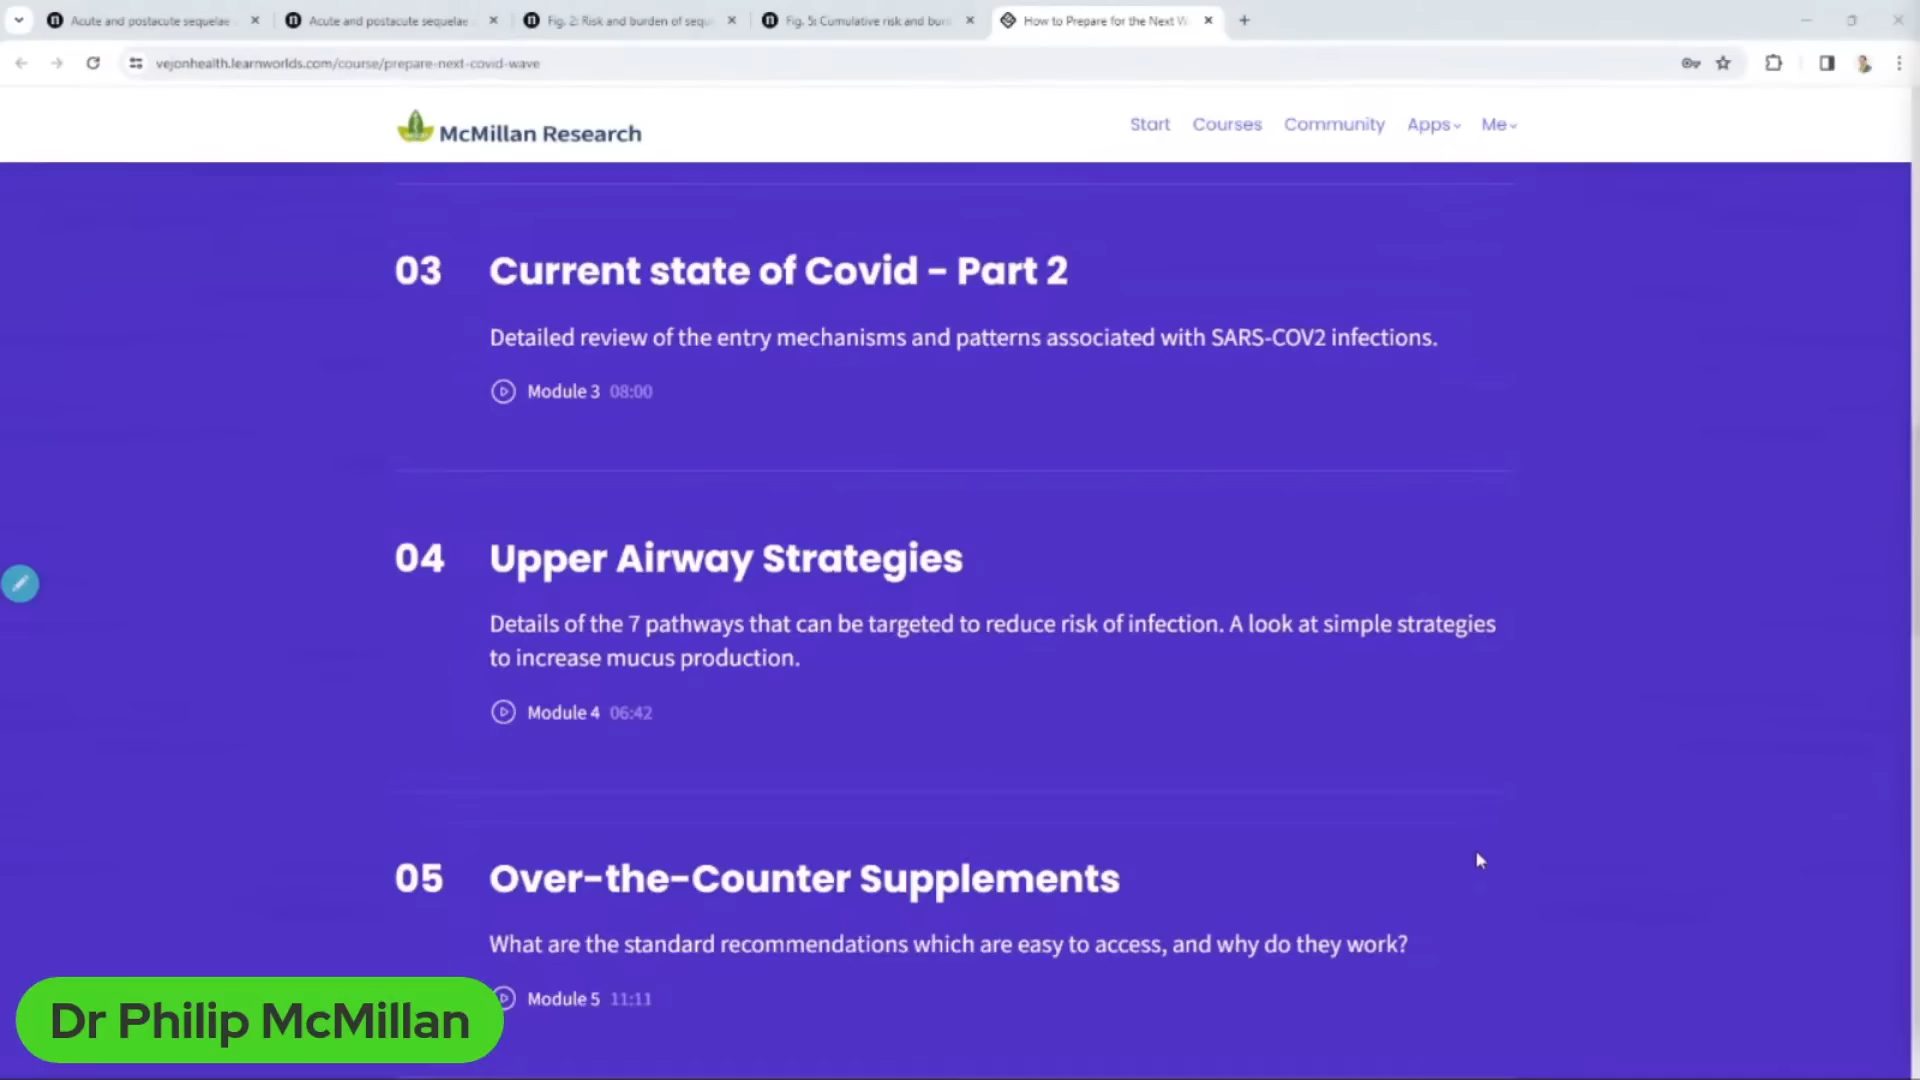 Acute and postacute sequelae
Acute and postacute sequelae
Fig. 2: Risk and burden of sequ
Fig. 5: Cumulative risk and bur
How to Prepare for the Next W
vejonhealth.learnworlds.com/course/prepare-next-covid-wave
McMillan Research
Start
Courses
Community
Apps
Me
03
Current state of Covid - Part 2
Detailed review of the entry mechanisms and patterns associated with SARS-COV2 infections.
Module 3 08:00
04
Upper Airway Strategies
Details of the 7 pathways that can be targeted to reduce risk of infection. A look at simple strategies
to increase mucus production.
Module 4 06:42
05
Over-the-Counter Supplements
What are the standard recommendations which are easy to access, and why do they work?
Module 5 11:11
Dr Philip McMillan